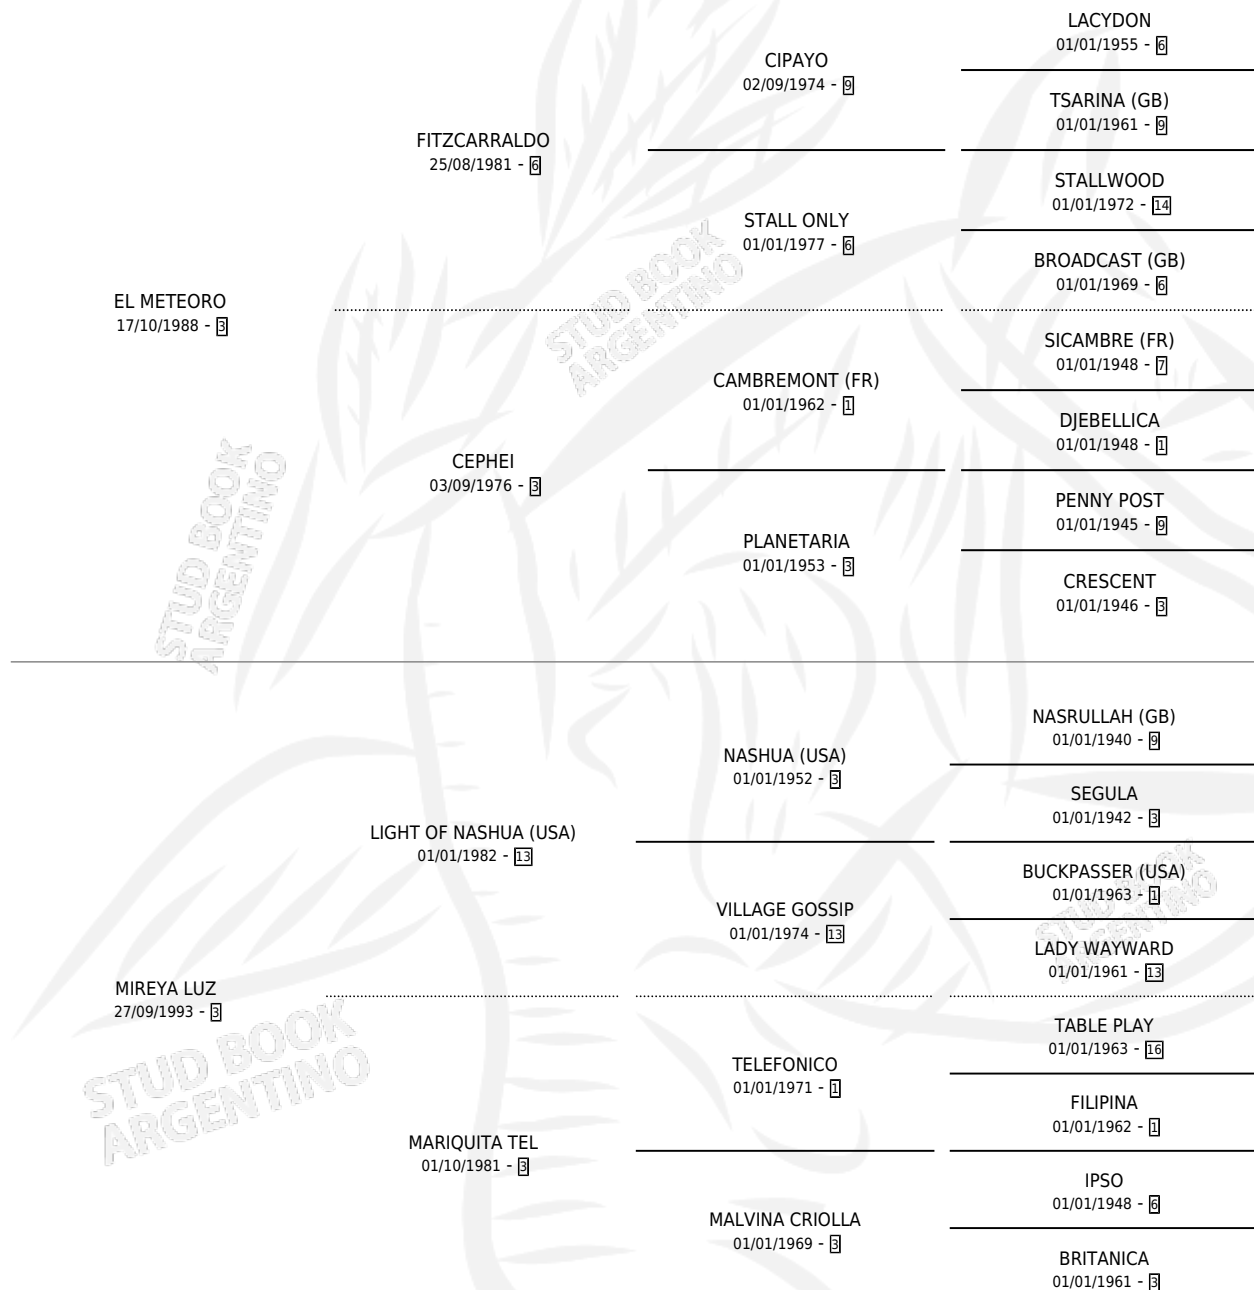 LACYDON
01/01/1955 - 6
CIPAYO
02/09/1974 - 9
TSARINA (GB)
01/01/1961 - 9
FITZCARRALDO
25/08/1981 - 6
STALLWOOD
01/01/1972 - 14
STALL ONLY
01/01/1977 - 6
BROADCAST (GB)
01/01/1969 - 6
EL METEORO
17/10/1988 - 3
STUD BOOK
ARGENTINO
SICAMBRE (FR)
01/01/1948 - 7
CAMBREMONT (FR)
01/01/1962 - 1
DJEBELLICA
01/01/1948 - 1
CEPHEI
03/09/1976 - 3
PENNY POST
01/01/1945 - 9
PLANETARIA
01/01/1953 - 3
CRESCENT
01/01/1946 - 3
STUD BOOK
ARGENTINO
NASRULLAH (GB)
01/01/1940 - 9
NASHUA (USA)
01/01/1952 - 3
SEGULA
01/01/1942 - 3
LIGHT OF NASHUA (USA)
01/01/1982 - 13
BUCKPASSER (USA)
01/01/1963 - 1
VILLAGE GOSSIP
01/01/1974 - 13
STUD BOOK
ARGENTINO
LADY WAYWARD
01/01/1961 - 13
MIREYA LUZ
27/09/1993 - 3
TABLE PLAY
01/01/1963 - 16
TELEFONICO
01/01/1971 - 1
STUD BOOK
ARGENTINO
FILIPINA
01/01/1962 - 1
MARIQUITA TEL
01/10/1981 - 3
IPSO
01/01/1948 - 6
MALVINA CRIOLLA
01/01/1969 - 3
BRITANICA
01/01/1961 - 3